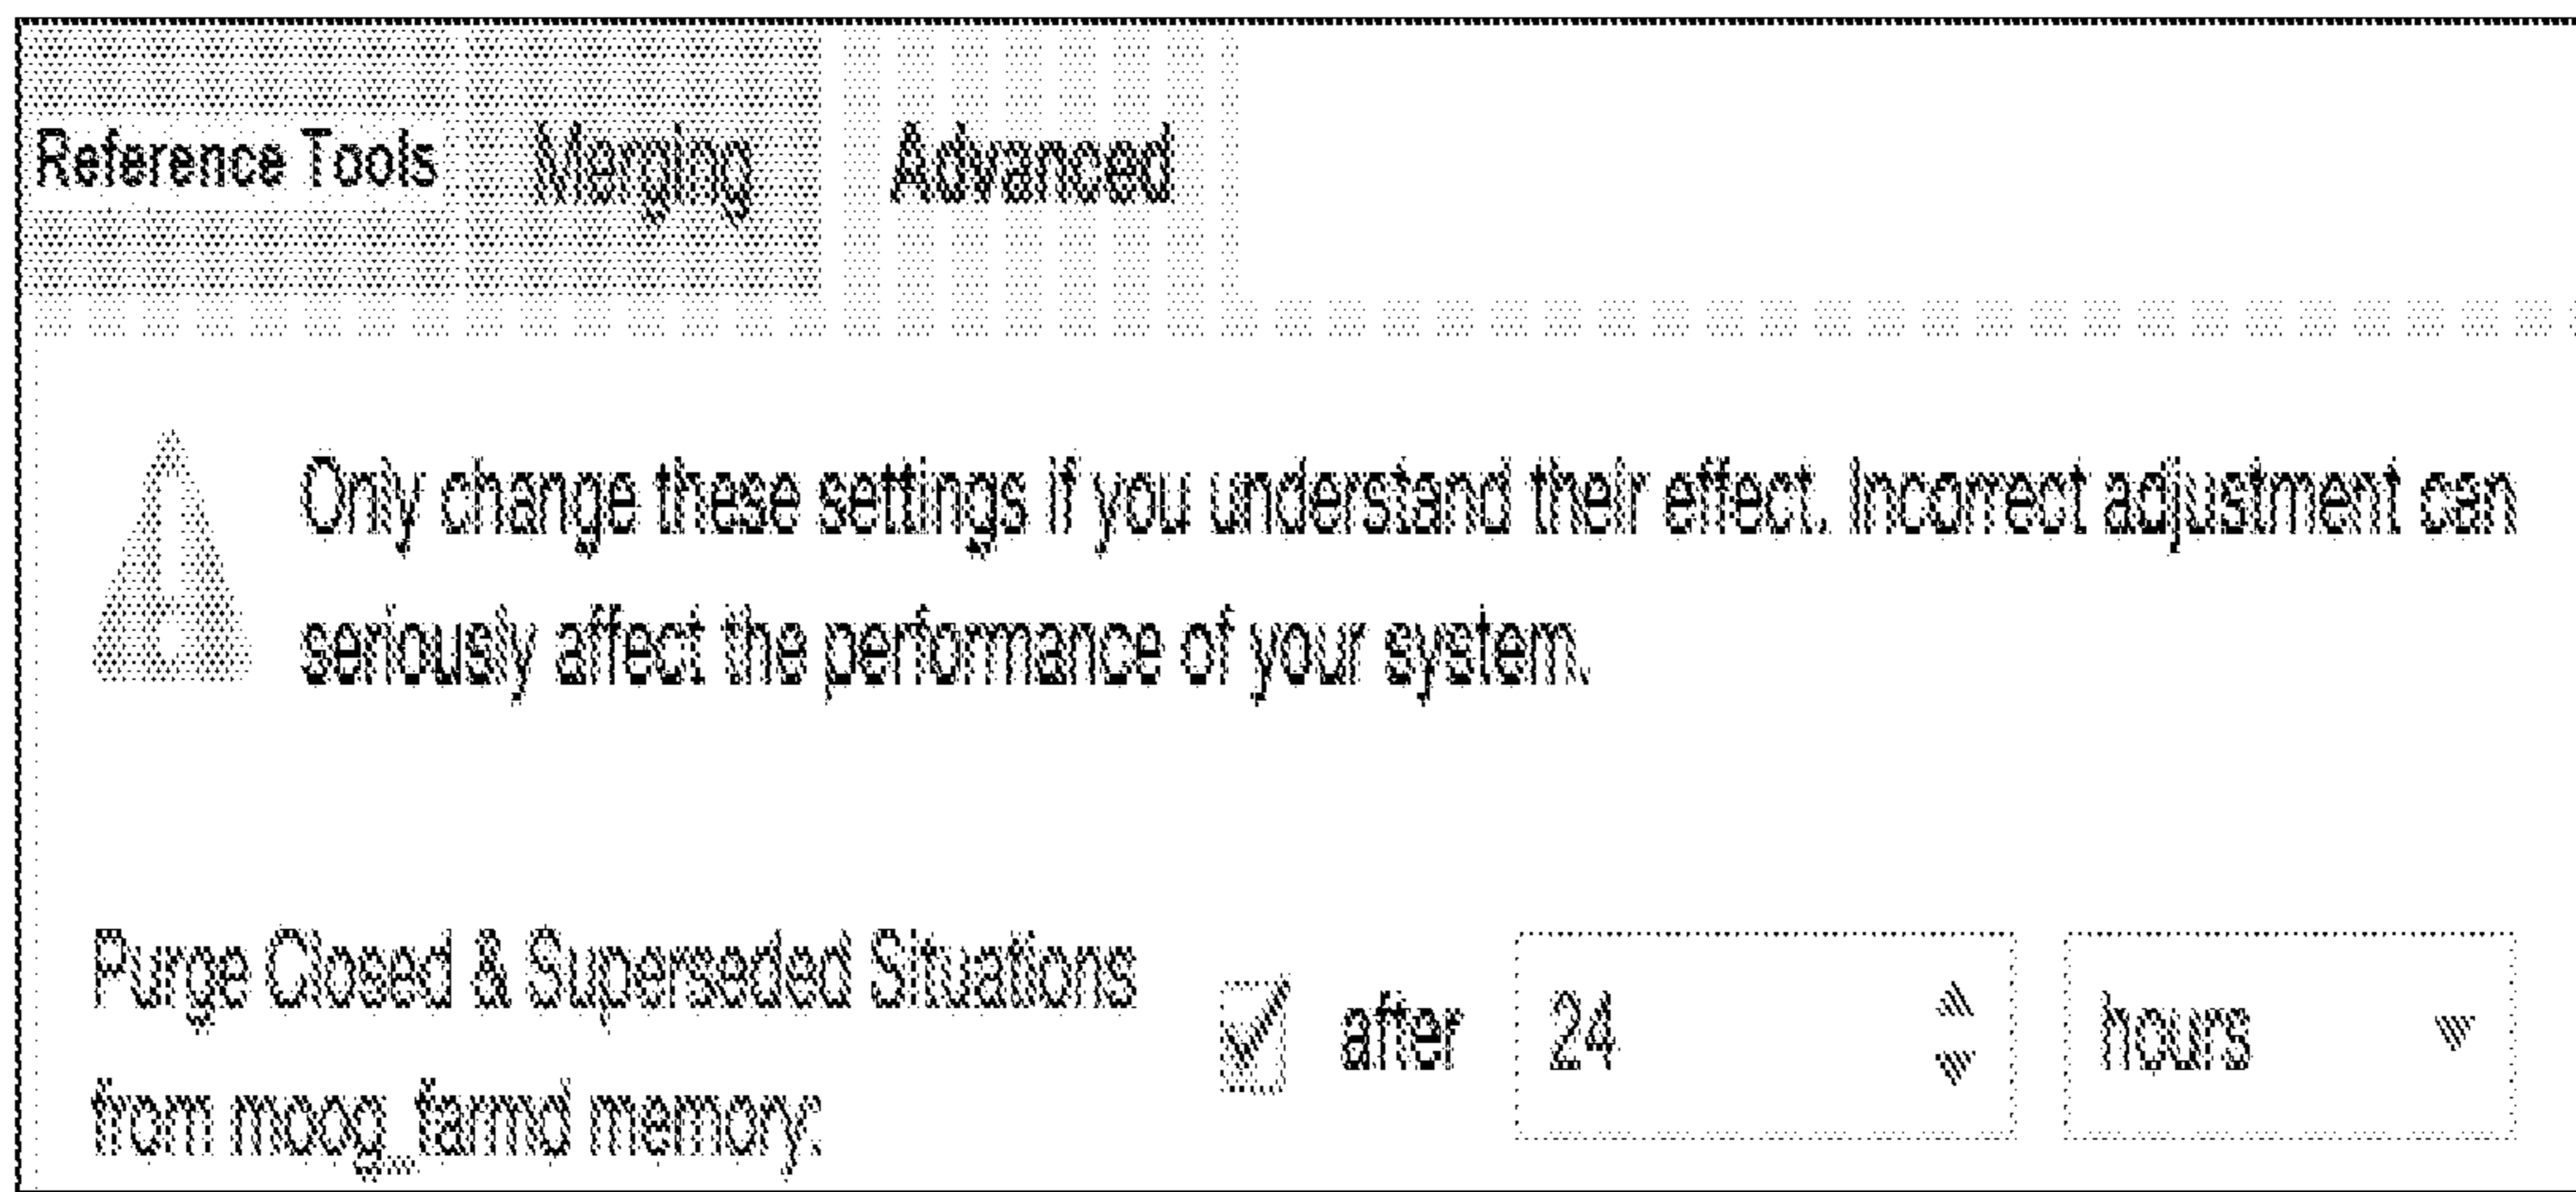 Reference Tools Merging Advanced
Only change these settings if you understand their effect. Incorrect adjustment can
seriously affect the performance of your system.
Purge Closed & Superseded Situations
from moog_farmd memory:
after 24 hours